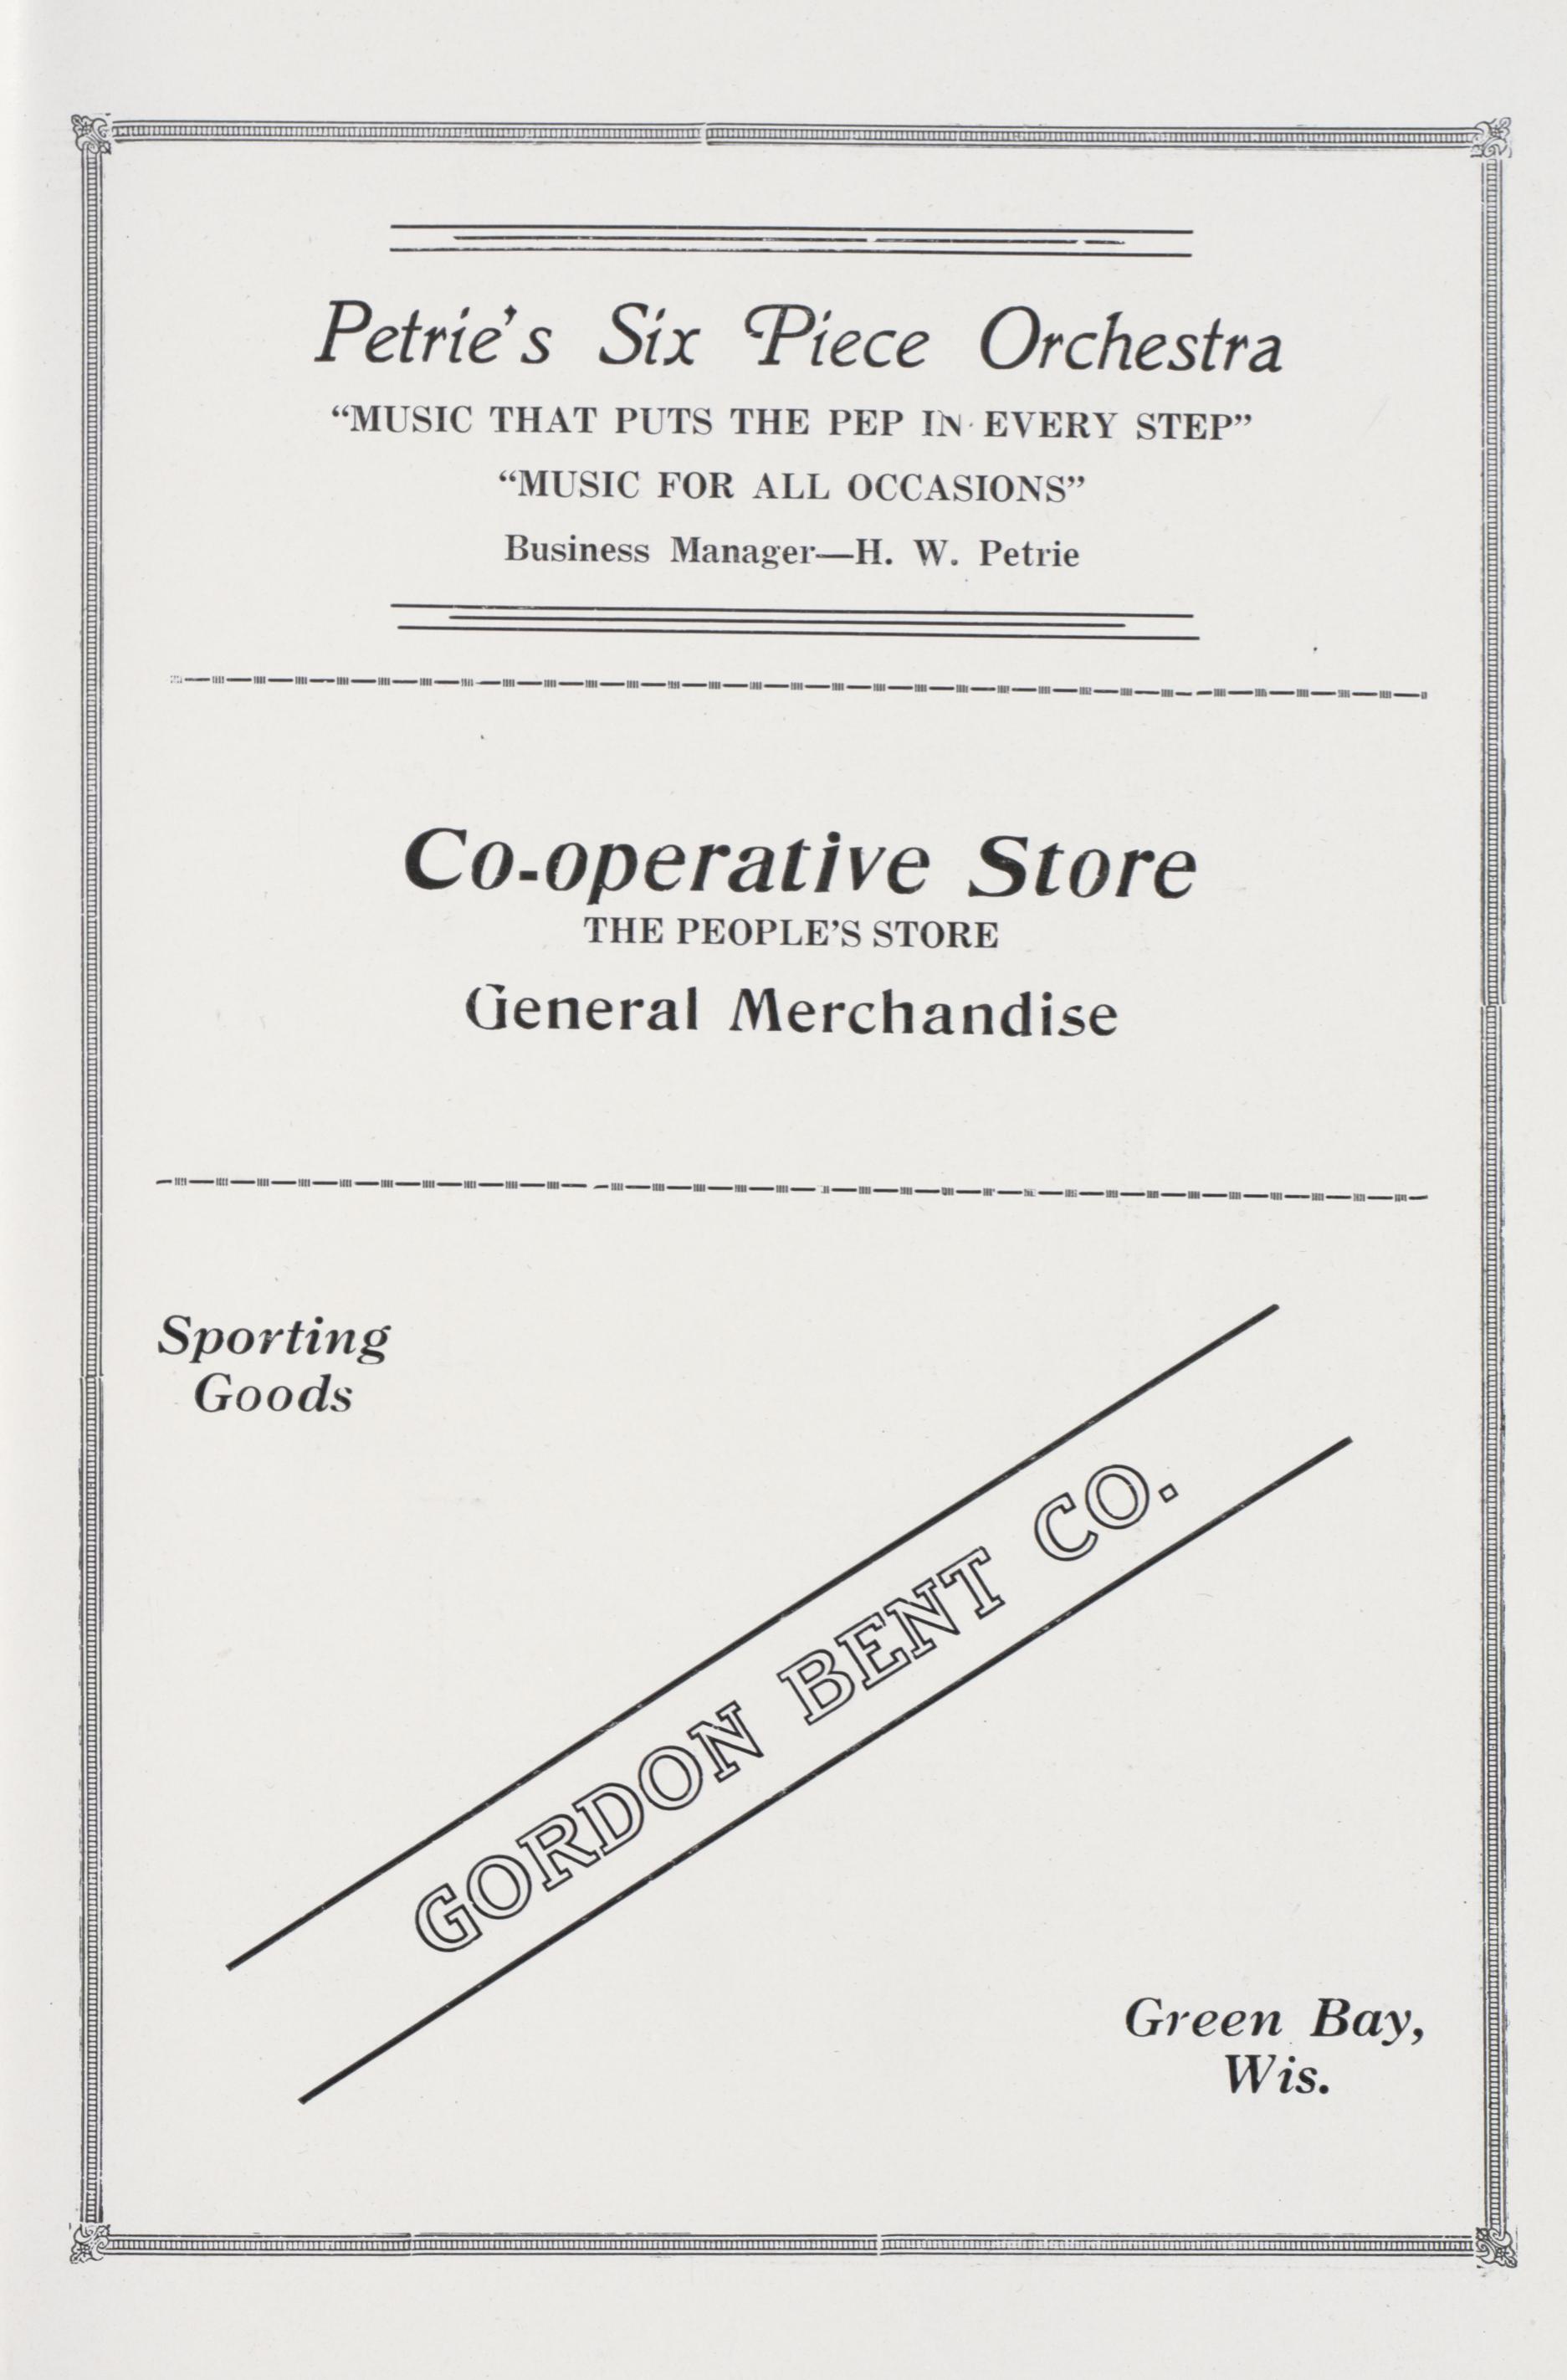 Petrie's Six Piece Orchestra
“MUSIC THAT PUTS THE PEP IN EVERY STEP”
“MUSIC FOR ALL OCCASIONS”
Business Manager—H. W. Petrie
Co-operative Store
THE PEOPLE'S STORE
General Merchandise
Sporting
Goods
GORDON BENT CO.
Green Bay,
Wis.